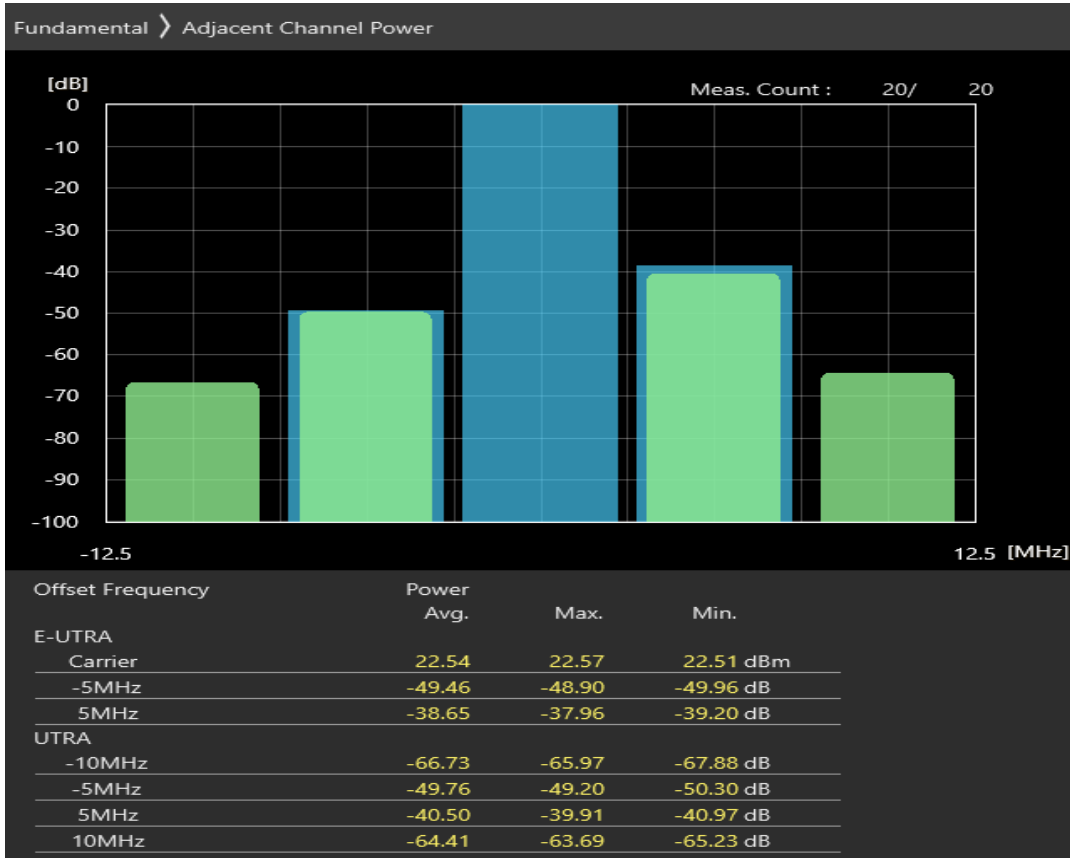 Fundamental 〉 Adjacent Channel Power
[dB]
Meas. Count : 20/ 20
0
-10
-20
-30
-40
-50
-60
-70
-80
-90
-100
-12.5 12.5 [MHz]
Offset Frequency Power
Avg. Max. Min.
E-UTRA
Carrier 22.54 22.57 22.51 dBm
-5MHz -49.46 -48.90 -49.96 dB
5MHz -38.65 -37.96 -39.20 dB
UTRA
-10MHz -66.73 -65.97 -67.88 dB
-5MHz -49.76 -49.20 -50.30 dB
5MHz -40.50 -39.91 -40.97 dB
10MHz -64.41 -63.69 -65.23 dB